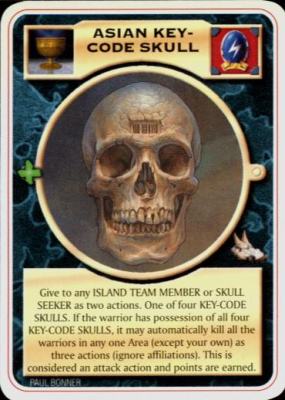 ASIAN KEY-
CODE SKULL
Give to any ISLAND TEAM MEMBER or SKULL
SEEKER as two actions. One of four KEY-CODE
SKULLS. If the warrior has possession of all four
KEY-CODE SKULLS, it may automatically kill all the
warriors in any one Area (except your own) as
three actions (ignore affiliations). This is
considered an attack action and points are earned.
PAUL BONNER